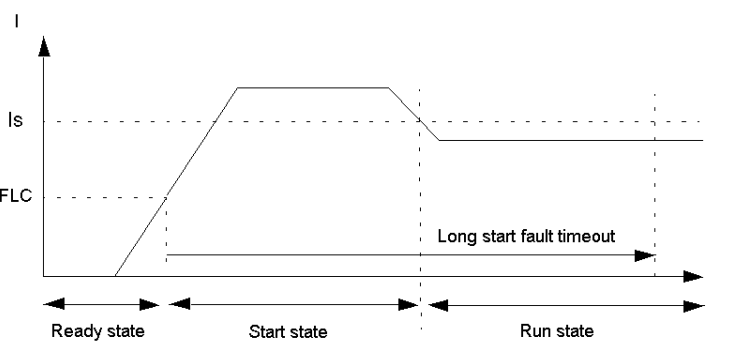 I
Is
FLC
Long start fault timeout
Ready state
Start state
Run state